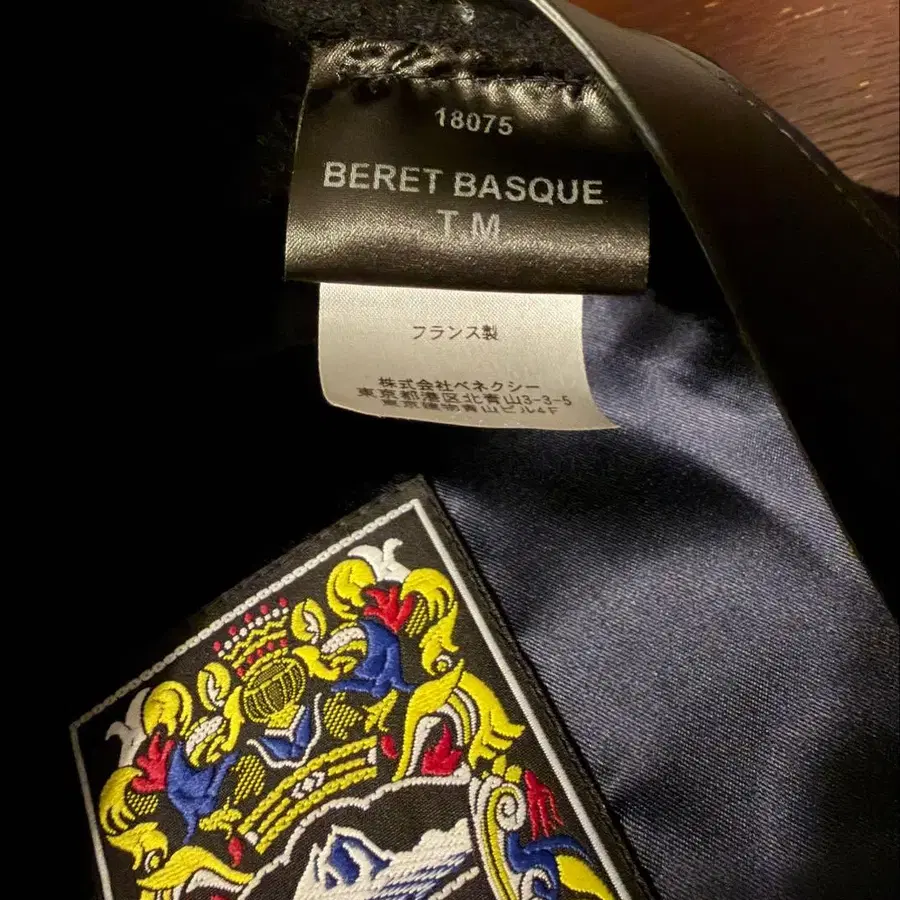 18075
BERET BASQUE
T.M
フランス製
株式会社ベネクシー
東京都港区北青山3-3-5
東京建物青山ビル4F